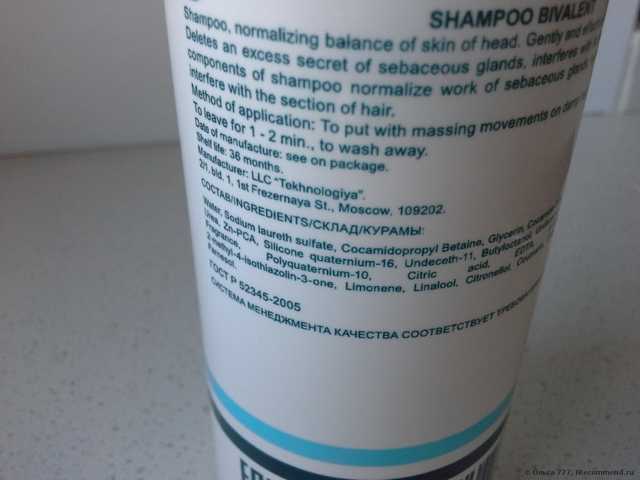 SHAMPOO BIVALENT
Shampoo, normalizing balance of skin of head. Gently and
Deletes an excess secret of sebaceous glands, interferes with
components of shampoo normalize work of sebaceous glands
interfere with the section of hair.
Method of application: To put with massing movements on
To leave for 1 - 2 min., to wash away.
Date of manufacture: see on package.
Shelf life: 36 months.
Manufacturer: LLC "Tekhnologiya".
2/1, bld. 1, 1st Frezernaya St., Moscow. 109202.
СОСТАВ/INGREDIENTS/СКЛАД/КУРАМЫ:
Water, Sodium laureth sulfate, Cocamidopropyl Betaine, Glycerin,
Urea, Zn-PCA, Silicone quaternium-16, Undeceth-11, Butyloctanol,
Fragrance, Polyquaternium-10, Citric acid, EDTA,
2-methyl-4-isothiazolin-3-one, Limonene, Linalool, Citronellol,
Farnesol.
ГОСТ Р 52345-2005
СИСТЕМА МЕНЕДЖМЕНТА КАЧЕСТВА СООТВЕТСТВУЕТ
© Ольга 777, IRecommend.ru